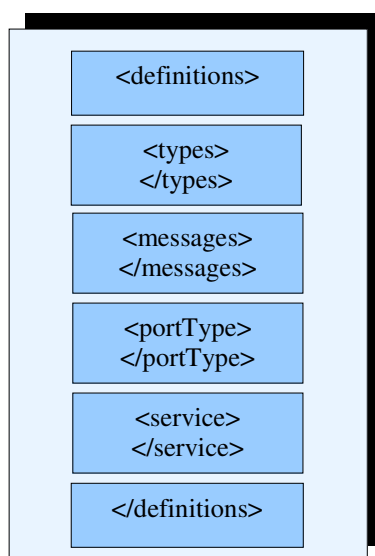 <definitions>
<types>
</types>
<messages>
</messages>
<portType>
</portType>
<service>
</service>
</definitions>